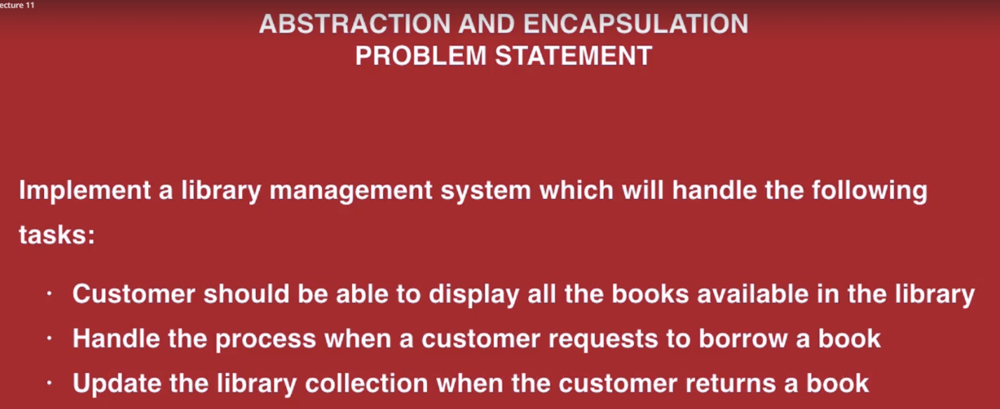 ecture 11
ABSTRACTION AND ENCAPSULATION
PROBLEM STATEMENT
Implement a library management system which will handle the following
tasks:
· Customer should be able to display all the books available in the library
· Handle the process when a customer requests to borrow a book
· Update the library collection when the customer returns a book